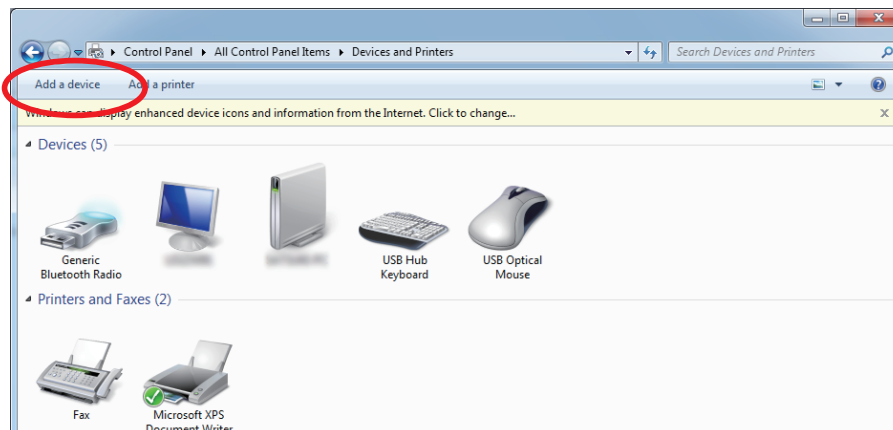 Control Panel ▸ All Control Panel Items ▸ Devices and Printers
Search Devices and Printers
Add a device Add a printer
Windows can display enhanced device icons and information from the Internet. Click to change...
Devices (5)
Generic
Bluetooth Radio
USB Hub
Keyboard
USB Optical
Mouse
Printers and Faxes (2)
Fax
Microsoft XPS
Document Writer